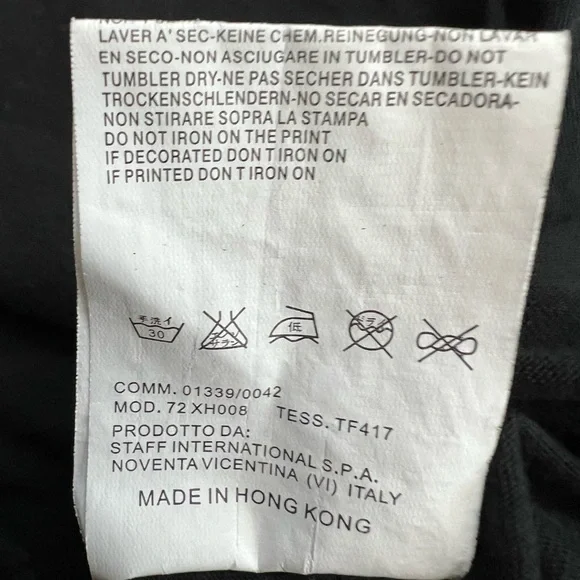 LAVER A' SEC-KEINE CHEM.REINEGUNG-NON LAVAR
EN SECO-NON ASCIUGARE IN TUMBLER-DO NOT
TUMBLER DRY-NE PAS SECHER DANS TUMBLER-KEIN
TROCKENSCHLENDERN-NO SECAR EN SECADORA-
NON STIRARE SOPRA LA STAMPA
DO NOT IRON ON THE PRINT
IF DECORATED DON T IRON ON
IF PRINTED DON T IRON ON
手洗イ 30 低
COMM. 01339/0042
MOD. 72 XH008 TESS. TF417
PRODOTTO DA:
STAFF INTERNATIONAL S.P.A.
NOVENTA VICENTINA (VI) ITALY
MADE IN HONG KONG